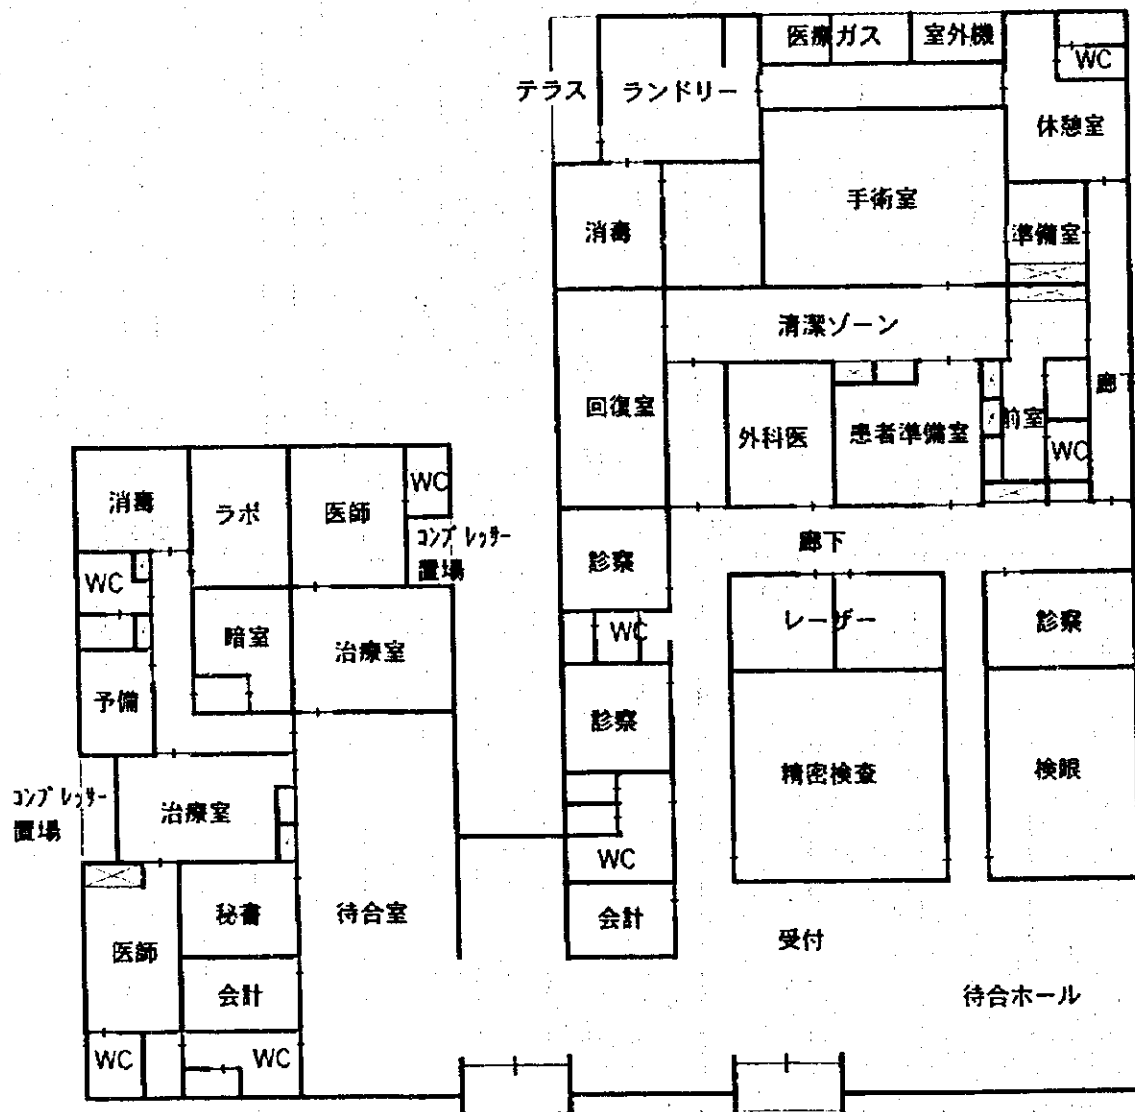 医療ガス
室外機
WC
テラス
ランドリー
休憩室
手術室
消毒
準備室
清潔ゾーン
回復室
外科医
患者準備室
前室
WC
廊下
消毒
ラボ
医師
WC
コンプレッサー
置場
WC
暗室
治療室
予備
コンプレッサー
置場
治療室
医師
秘書
会計
待合室
WC
WC
廊下
診察
WC
診察
レーザー
診察
精密検査
検眼
WC
会計
受付
待合ホール